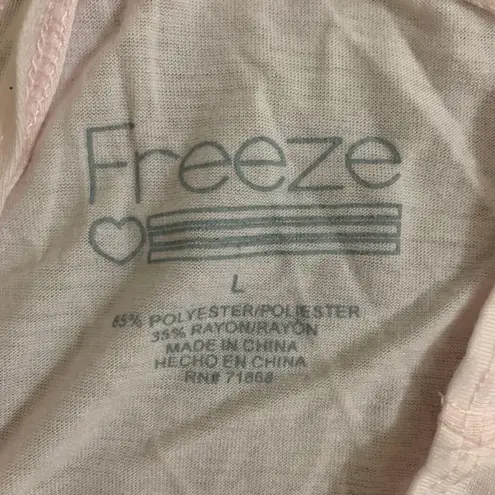 Freeze
L
65% POLYESTER/POLIESTER
35% RAYON/RAYÓN
MADE IN CHINA
HECHO EN CHINA
RN# 71868